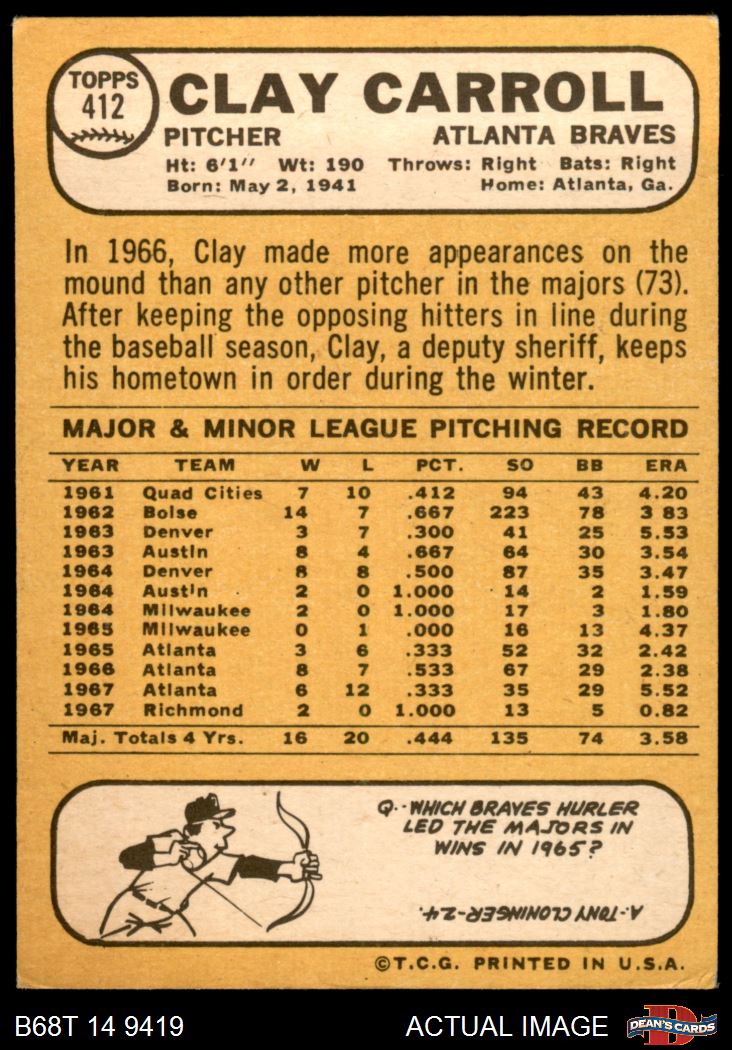 TOPPS
412
CLAY CARROLL
PITCHER ATLANTA BRAVES
Ht: 6'1" Wt: 190 Throws: Right Bats: Right
Born: May 2, 1941 Home: Atlanta, Ga.
In 1966, Clay made more appearances on the
mound than any other pitcher in the majors (73).
After keeping the opposing hitters in line during
the baseball season, Clay, a deputy sheriff, keeps
his hometown in order during the winter.
MAJOR & MINOR LEAGUE PITCHING RECORD
YEAR TEAM W L PCT. SO BB ERA
1961 Quad Cities 7 10 .412 94 43 4.20
1962 Boise 14 7 .667 223 78 3 83
1963 Denver 3 7 .300 41 25 5.53
1963 Austin 8 4 .667 64 30 3.54
1964 Denver 8 8 .500 87 35 3.47
1964 Austin 2 0 1.000 14 2 1.59
1964 Milwaukee 2 0 1.000 17 3 1.80
1965 Milwaukee 0 1 .000 16 13 4.37
1965 Atlanta 3 6 .333 52 32 2.42
1966 Atlanta 8 7 .533 67 29 2.38
1967 Atlanta 6 12 .333 35 29 5.52
1967 Richmond 2 0 1.000 13 5 0.82
Maj. Totals 4 Yrs. 16 20 .444 135 74 3.58
Q.-WHICH BRAVES HURLER
LED THE MAJORS IN
WINS IN 1965?
A-TONY CLONINGER-24.
©T.C.G. PRINTED IN U.S.A.
B68T 14 9419 ACTUAL IMAGE
D
DEAN'S CARDS